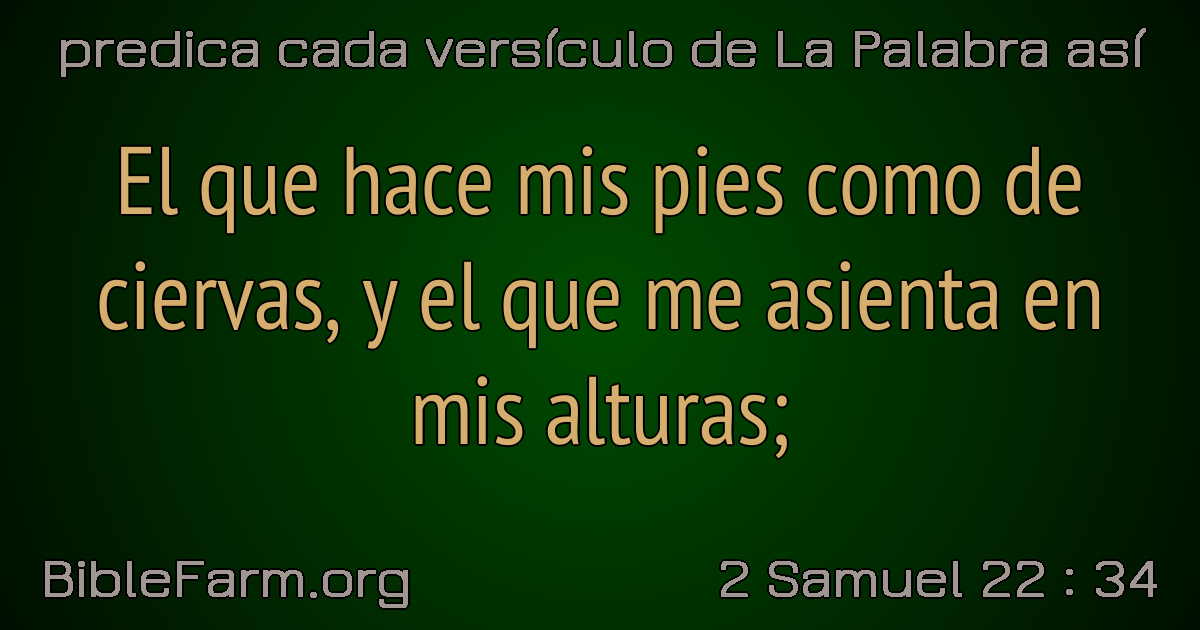 predica cada versículo de La Palabra así
El que hace mis pies como de
ciervas, y el que me asienta en
mis alturas;
BibleFarm.org
2 Samuel 22 : 34